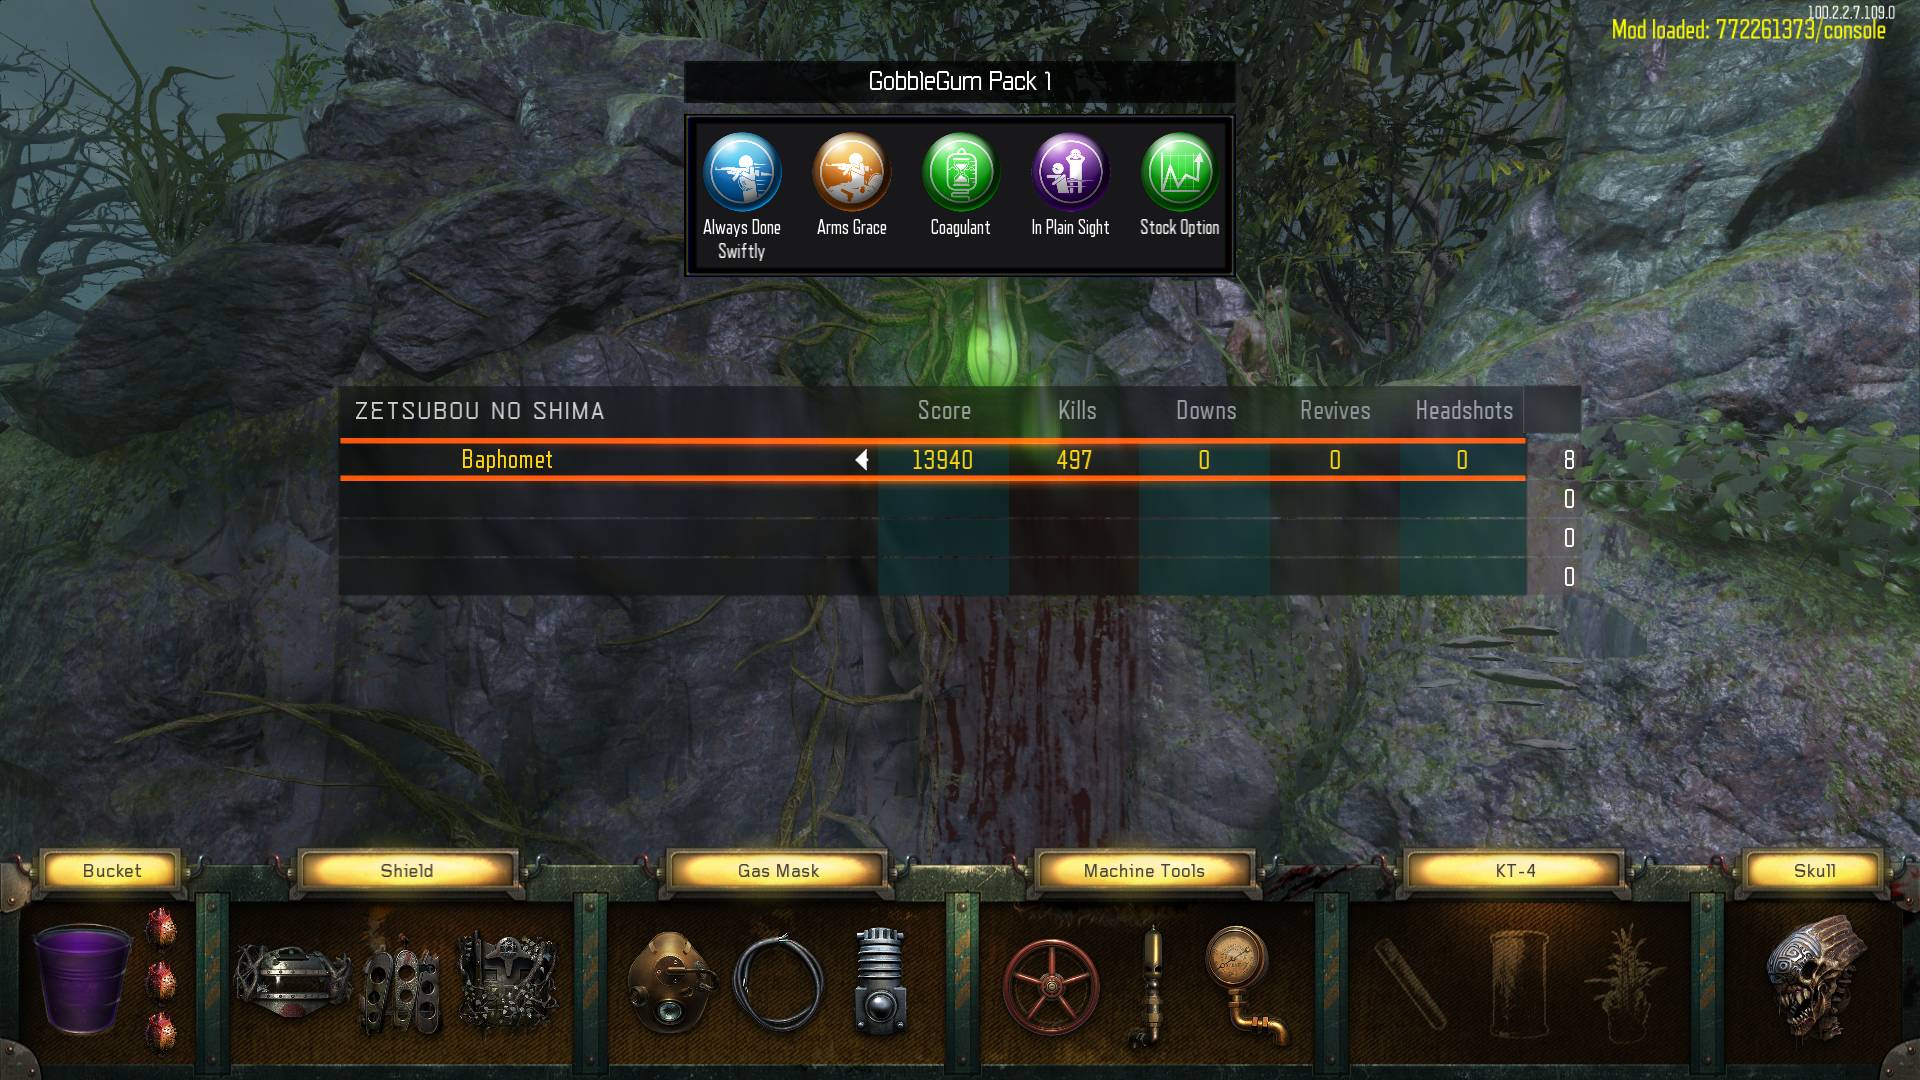 100.2.2.7.109.0
Mod loaded: 772261373/console
GobbleGum Pack 1
Always Done Swiftly
Arms Grace
Coagulant
In Plain Sight
Stock Option
ZETSUBOU NO SHIMA Score Kills Downs Revives Headshots
Baphomet 13940 497 0 0 0 8
0
0
0
Bucket Shield Gas Mask Machine Tools KT-4 Skull